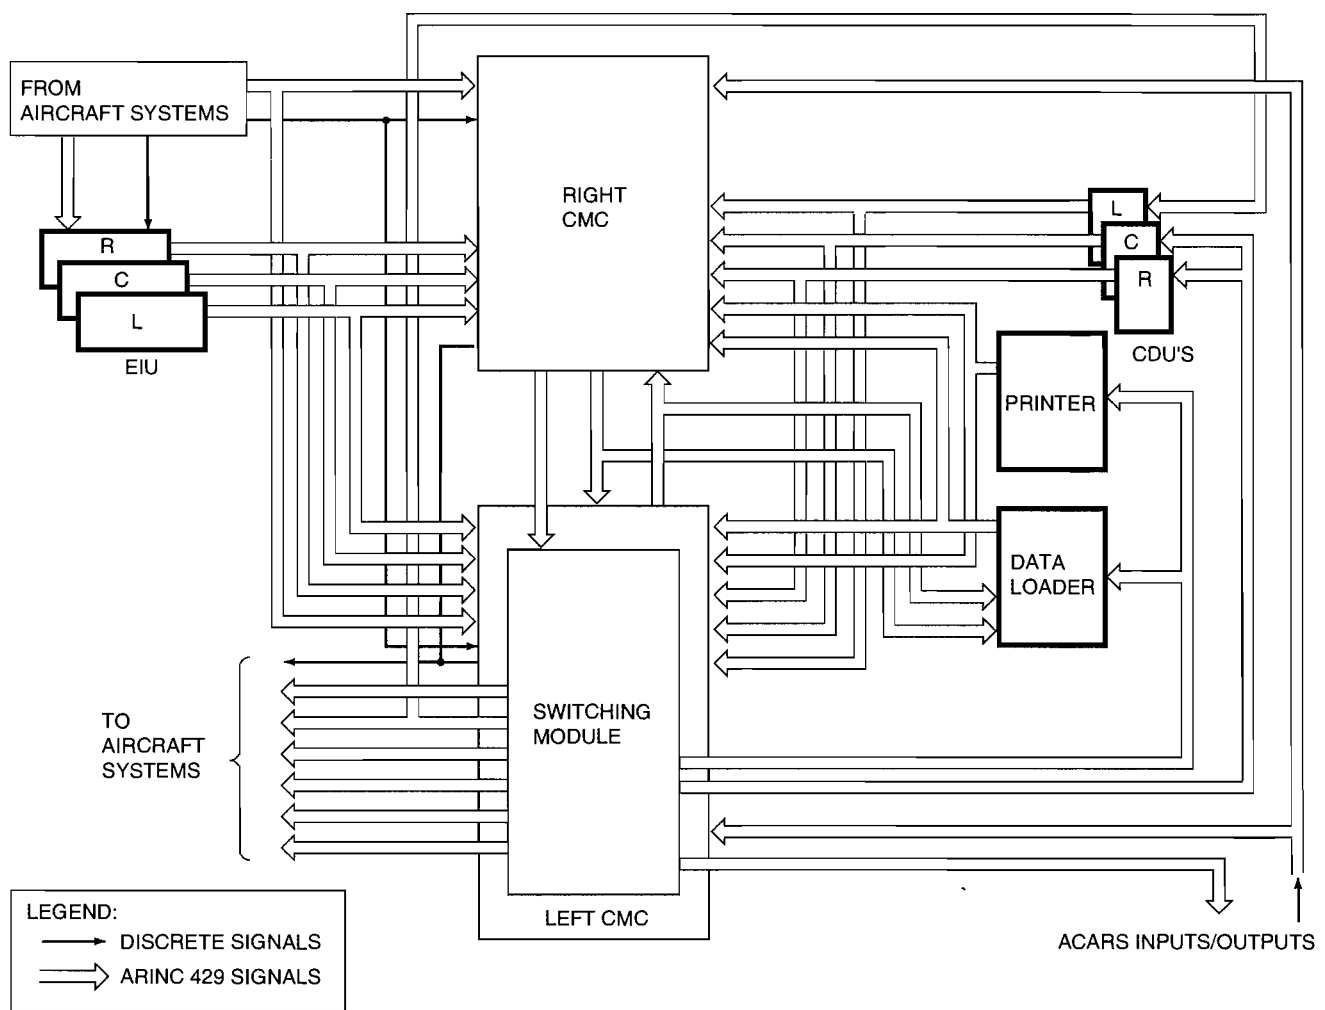 FROM
AIRCRAFT SYSTEMS
R
C
L
EIU
RIGHT
CMC
L
C
R
CDU'S
PRINTER
DATA
LOADER
SWITCHING
MODULE
LEFT CMC
TO
AIRCRAFT
SYSTEMS
LEGEND:
DISCRETE SIGNALS
ARINC 429 SIGNALS
ACARS INPUTS/OUTPUTS